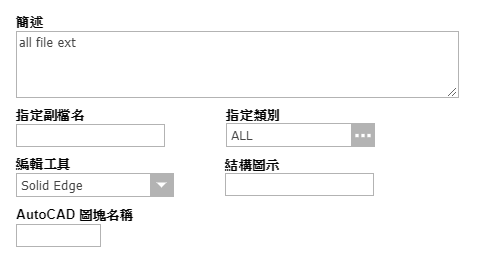 簡述
all file ext
指定副檔名 指定類別
ALL
編輯工具 結構圖示
Solid Edge
AutoCAD 圖塊名稱